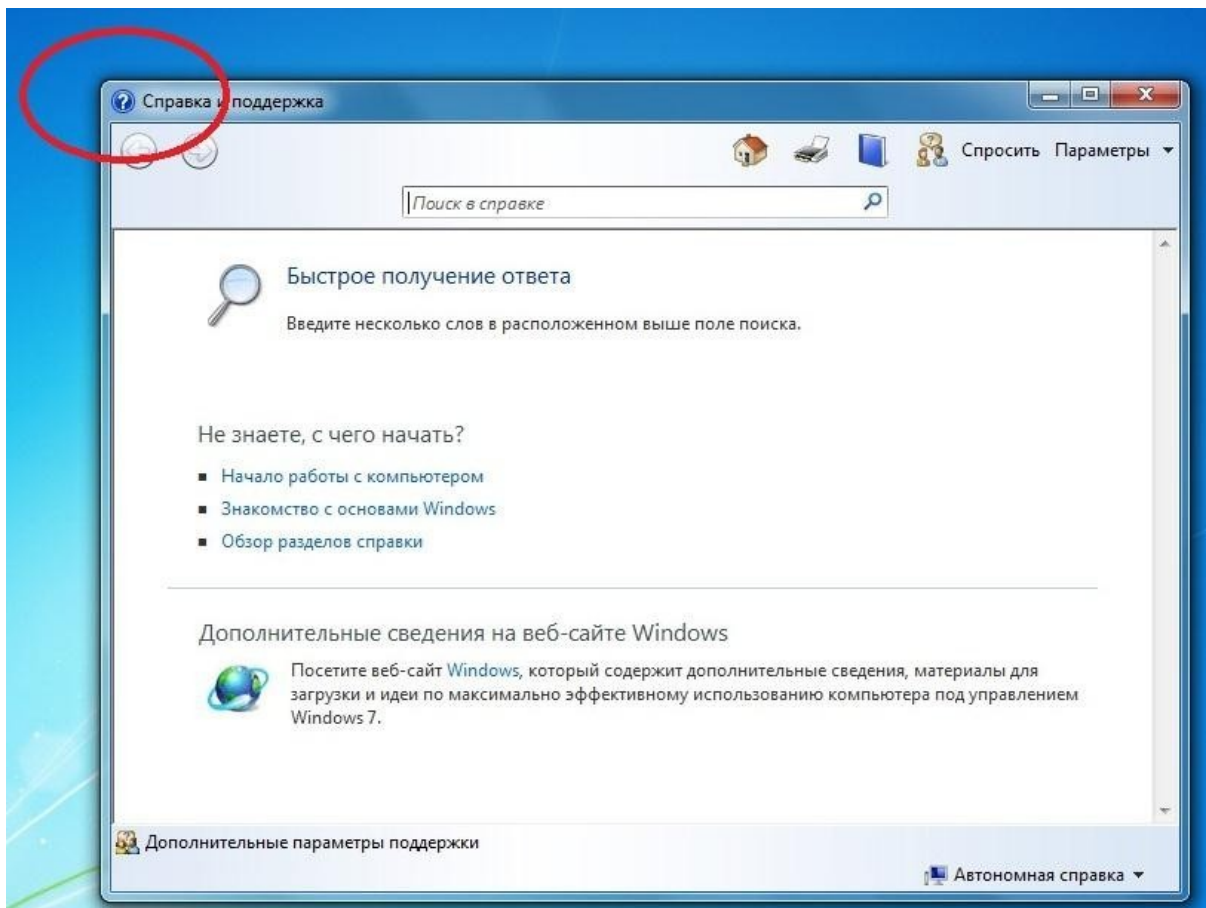 Справка и поддержка
Спросить Параметры
Поиск в справке
Быстрое получение ответа
Введите несколько слов в расположенном выше поле поиска.
Не знаете, с чего начать?
Начало работы с компьютером
Знакомство с основами Windows
Обзор разделов справки
Дополнительные сведения на веб-сайте Windows
Посетите веб-сайт Windows, который содержит дополнительные сведения, материалы для
загрузки и идеи по максимально эффективному использованию компьютера под управлением
Windows 7.
Дополнительные параметры поддержки
Автономная справка